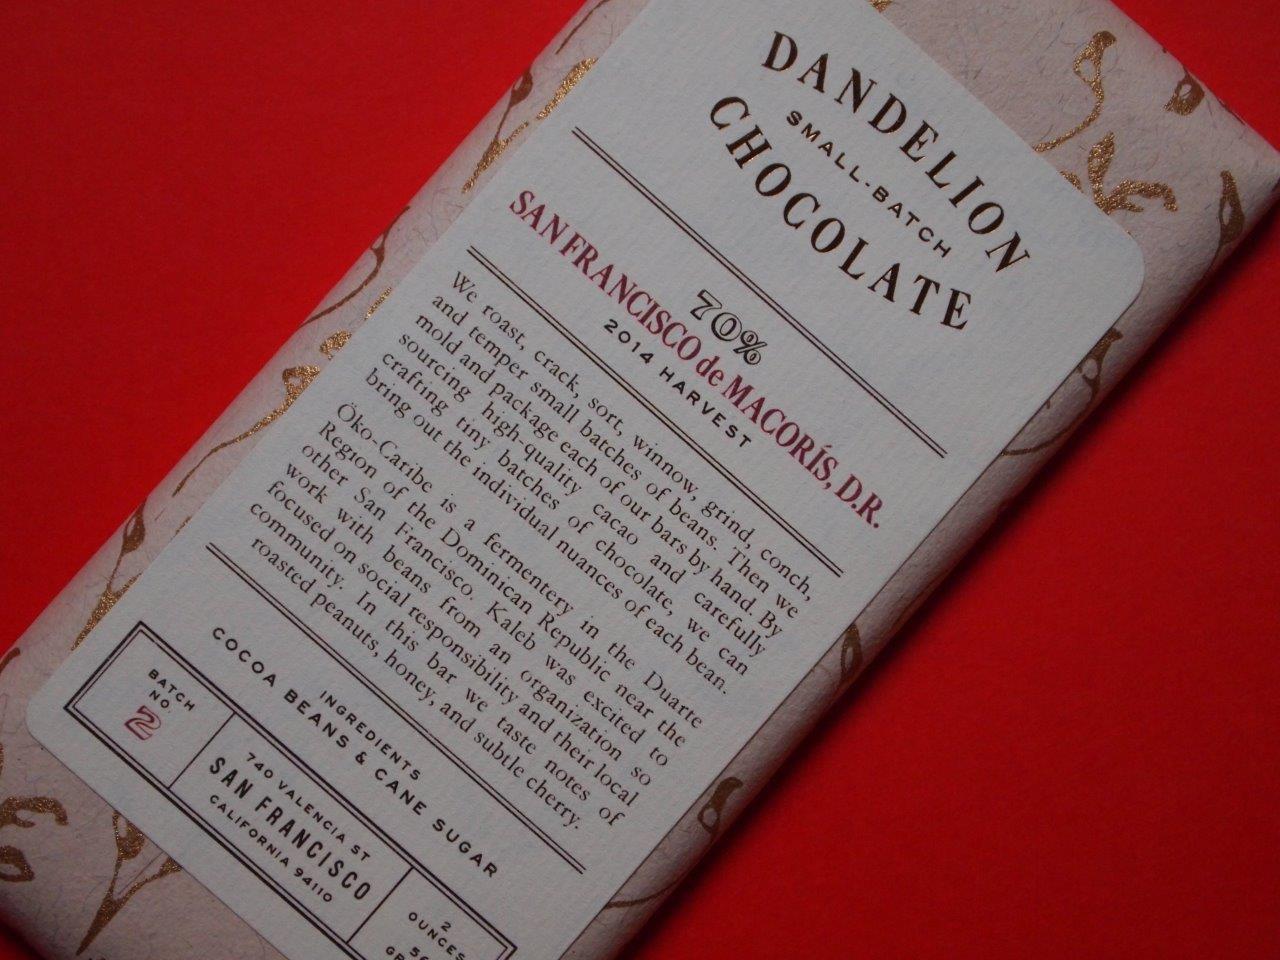 DANDELION
SMALL-BATCH
CHOCOLATE
70%
SAN FRANCISCO de MACORÍS, D.R.
2014 HARVEST
We roast, crack, sort, winnow, grind, conch,
and temper small batches of beans. Then we
mold and package each of our bars by hand. By
sourcing high-quality cacao and carefully
crafting tiny batches of chocolate, we can
bring out the individual nuances of each bean.
Öko-Caribe is a fermentery in the Duarte
Region of the Dominican Republic near the
other San Francisco. Kaleb was excited to
work with beans from an organization so
focused on social responsibility and their local
community. In this bar we taste notes of
roasted peanuts, honey, and subtle cherry.
INGREDIENTS
COCOA BEANS & CANE SUGAR
BATCH
NO.
2
740 VALENCIA ST
SAN FRANCISCO
CALIFORNIA 94110
2
OUNCES